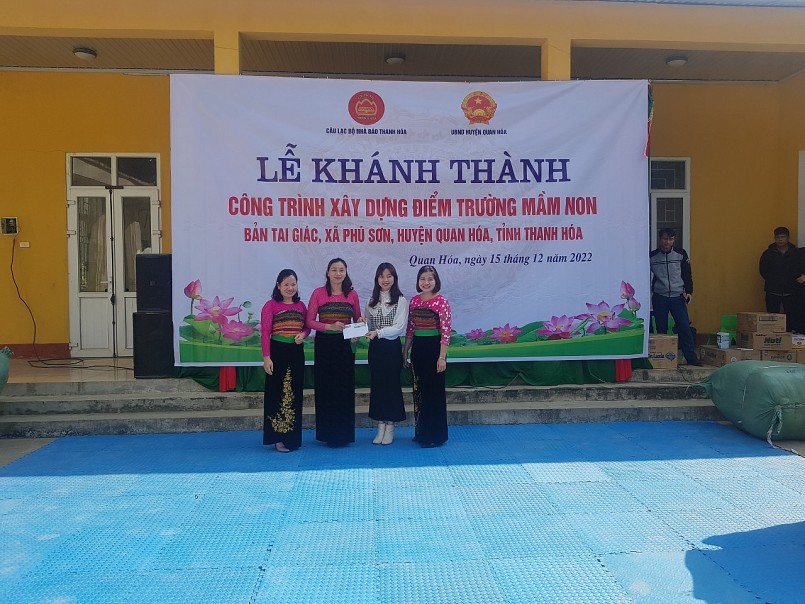 CÂU LẠC BỘ NHÀ BÁO THANH HÓA
UBND HUYỆN QUAN HÓA
LỄ KHÁNH THÀNH
CÔNG TRÌNH XÂY DỰNG ĐIỂM TRƯỜNG MẦM NON
BẢN TAI GIÁC, XÃ PHÚ SƠN, HUYỆN QUAN HÓA, TỈNH THANH HÓA
Quan Hóa, ngày 15 tháng 12 năm 2022